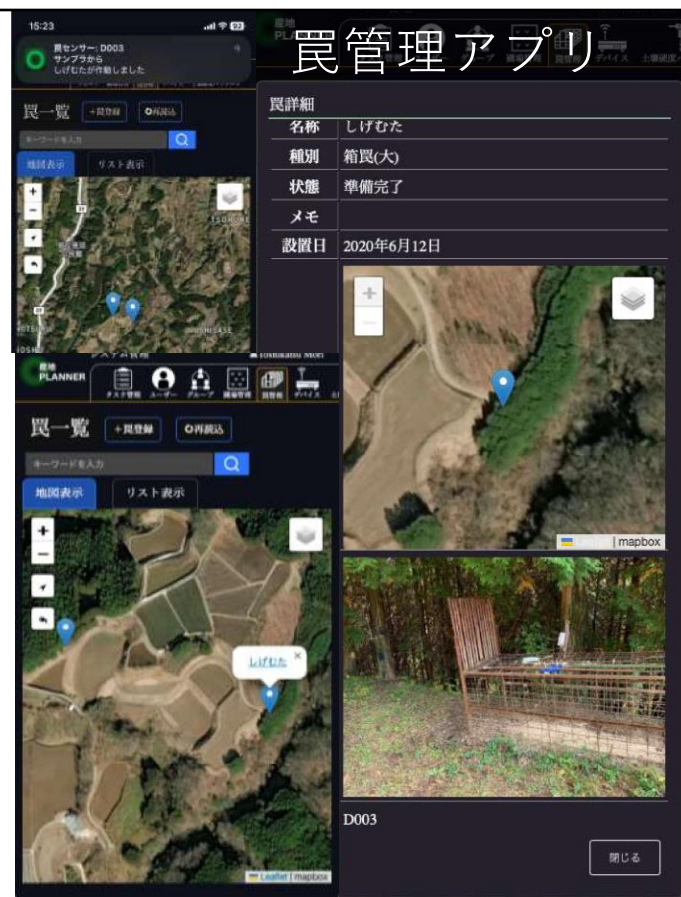 罠管理アプリ
15:23
92
罠センサー: D003
サンプラから
しげむたが作動しました
罠一覧
+罠登録
再読込
キーワードを入力
地図表示
リスト表示
+
−
産地
PLANNER
タスク管理
ユーザー
グループ
圃場管理
罠管理
デバイス
罠一覧
+罠登録
再読込
キーワードを入力
地図表示
リスト表示
+
−
しげむた
×
Leaflet | mapbox
罠詳細
名称 しげむた
種別 箱罠(大)
状態 準備完了
メモ
設置日 2020年6月12日
+
−
Leaflet | mapbox
D003
閉じる